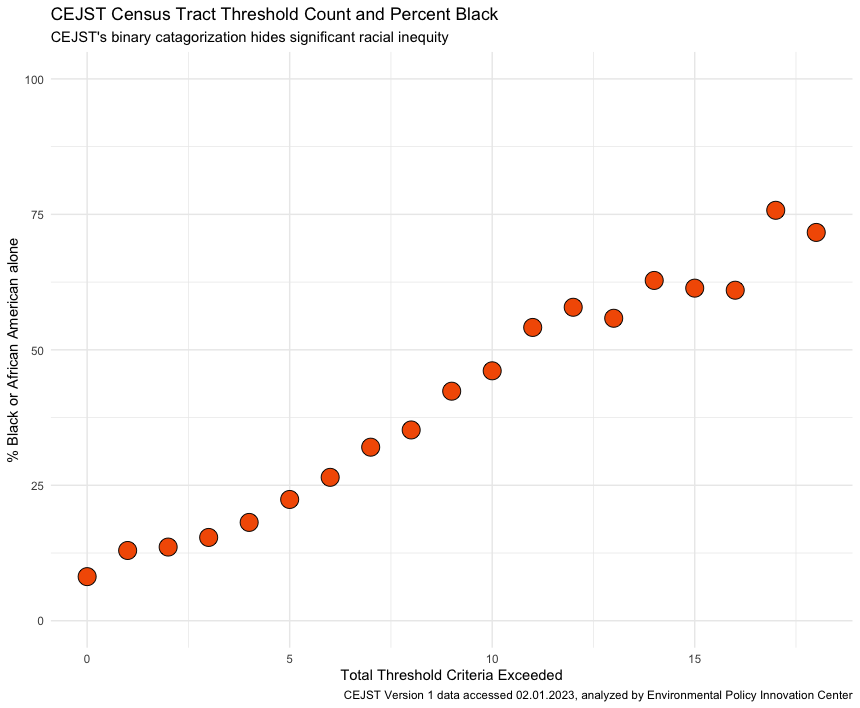 CEJST Census Tract Threshold Count and Percent Black
CEJST's binary catagorization hides significant racial inequity
100
75
50
25
0
% Black or African American alone
0 5 10 15
Total Threshold Criteria Exceeded
CEJST Version 1 data accessed 02.01.2023, analyzed by Environmental Policy Innovation Center